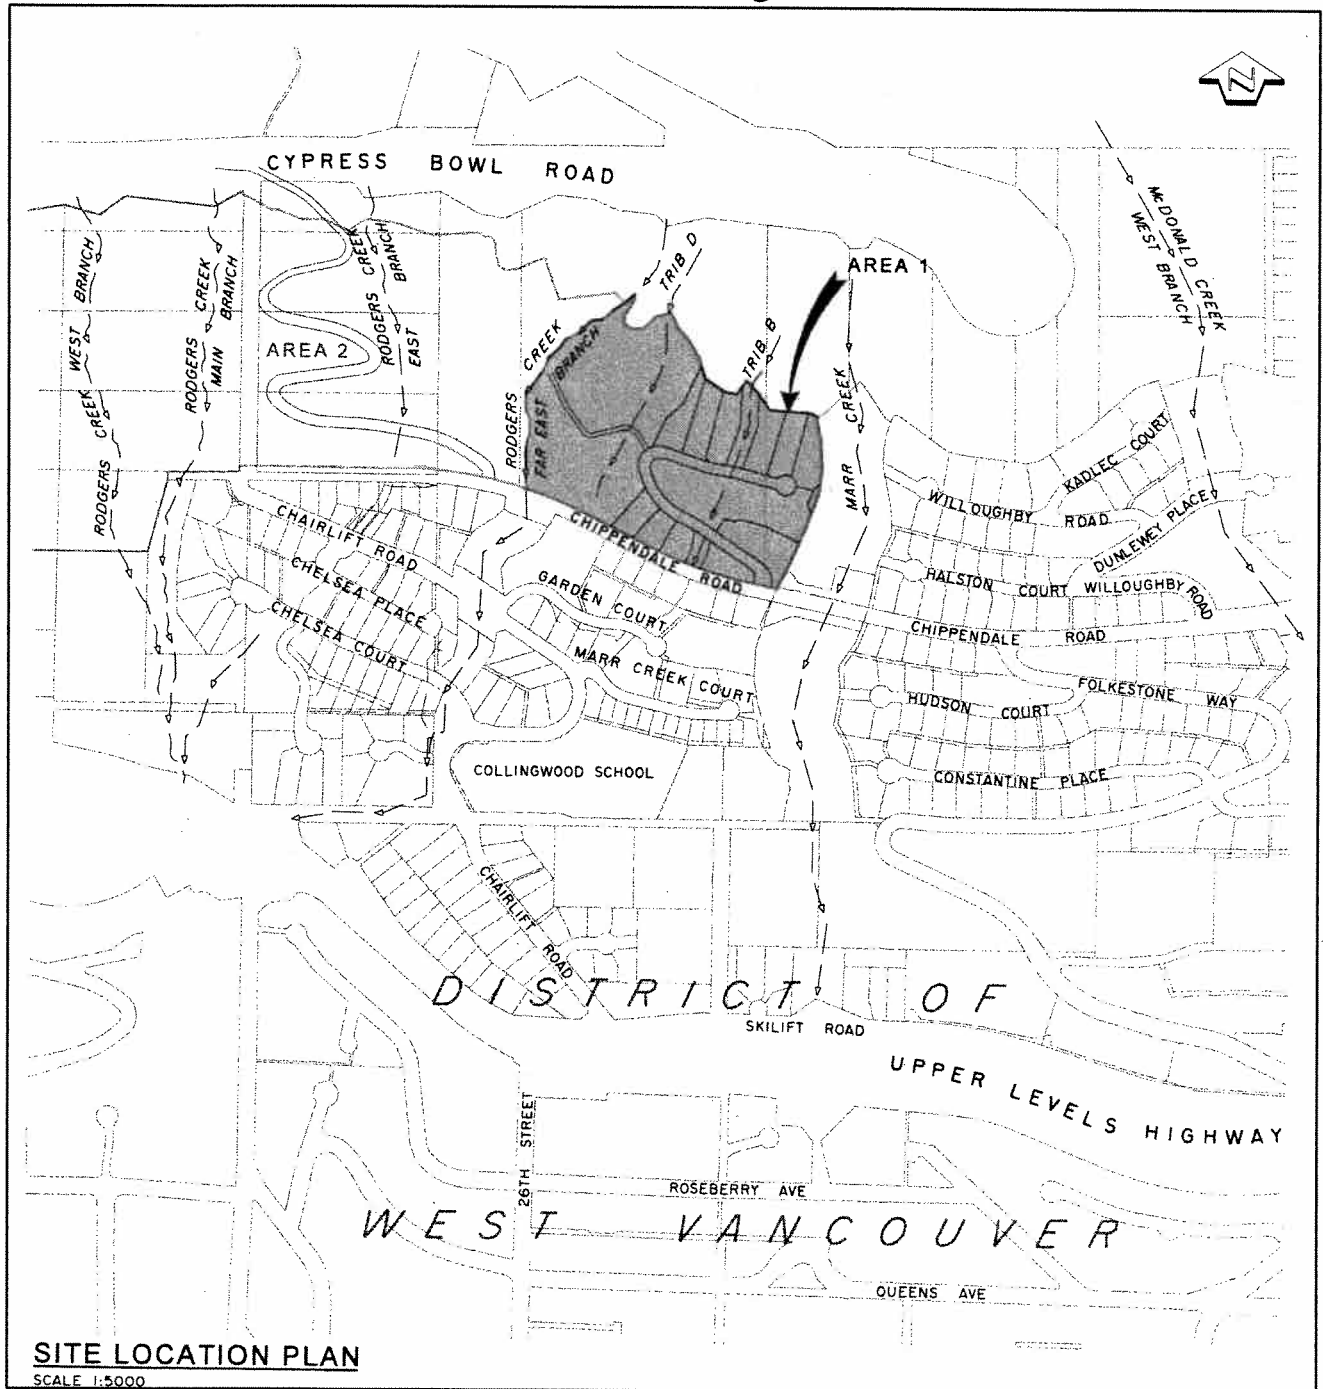 N
CYPRESS BOWL ROAD
McDONALD CREEK
WEST BRANCH
TRIB D
AREA 1
WEST BRANCH
RODGERS CREEK
RODGERS CREEK
MAIN BRANCH
RODGERS CREEK
EAST BRANCH
AREA 2
TRIB B
RODGERS CREEK
FAR EAST BRANCH
MARR CREEK
KADLEC COURT
WILLOUGHBY ROAD
DUNLEWEY PLACE
CHAIRLIFT ROAD
CHIPPENDALE ROAD
CHELSEA PLACE
GARDEN COURT
HALSTON COURT
WILLOUGHBY ROAD
CHELSEA COURT
CHIPPENDALE ROAD
MARR CREEK COURT
FOLKESTONE WAY
HUDSON COURT
COLLINGWOOD SCHOOL
CONSTANTINE PLACE
CHAIRLIFT ROAD
DISTRICT OF
SKILIFT ROAD
UPPER LEVELS HIGHWAY
26TH STREET
ROSEBERRY AVE
WEST VANCOUVER
QUEENS AVE
SITE LOCATION PLAN
SCALE 1:5000